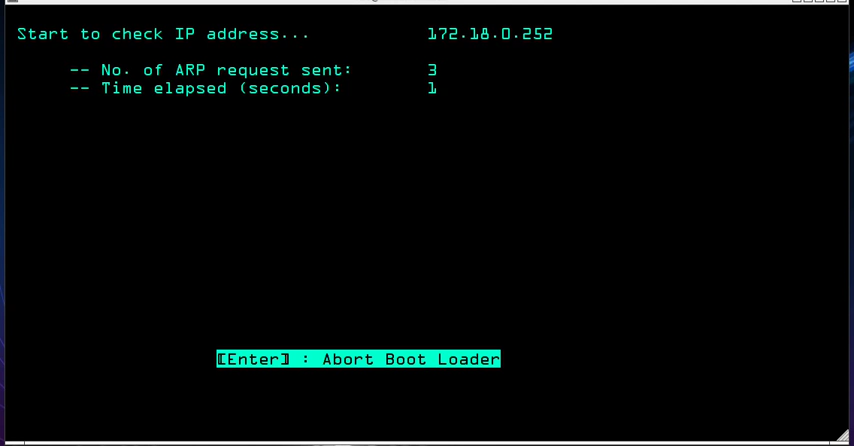 Start to check IP address... 172.18.0.252
-- No. of ARP request sent: 3
-- Time elapsed (seconds): 1
[Enter] : Abort Boot Loader